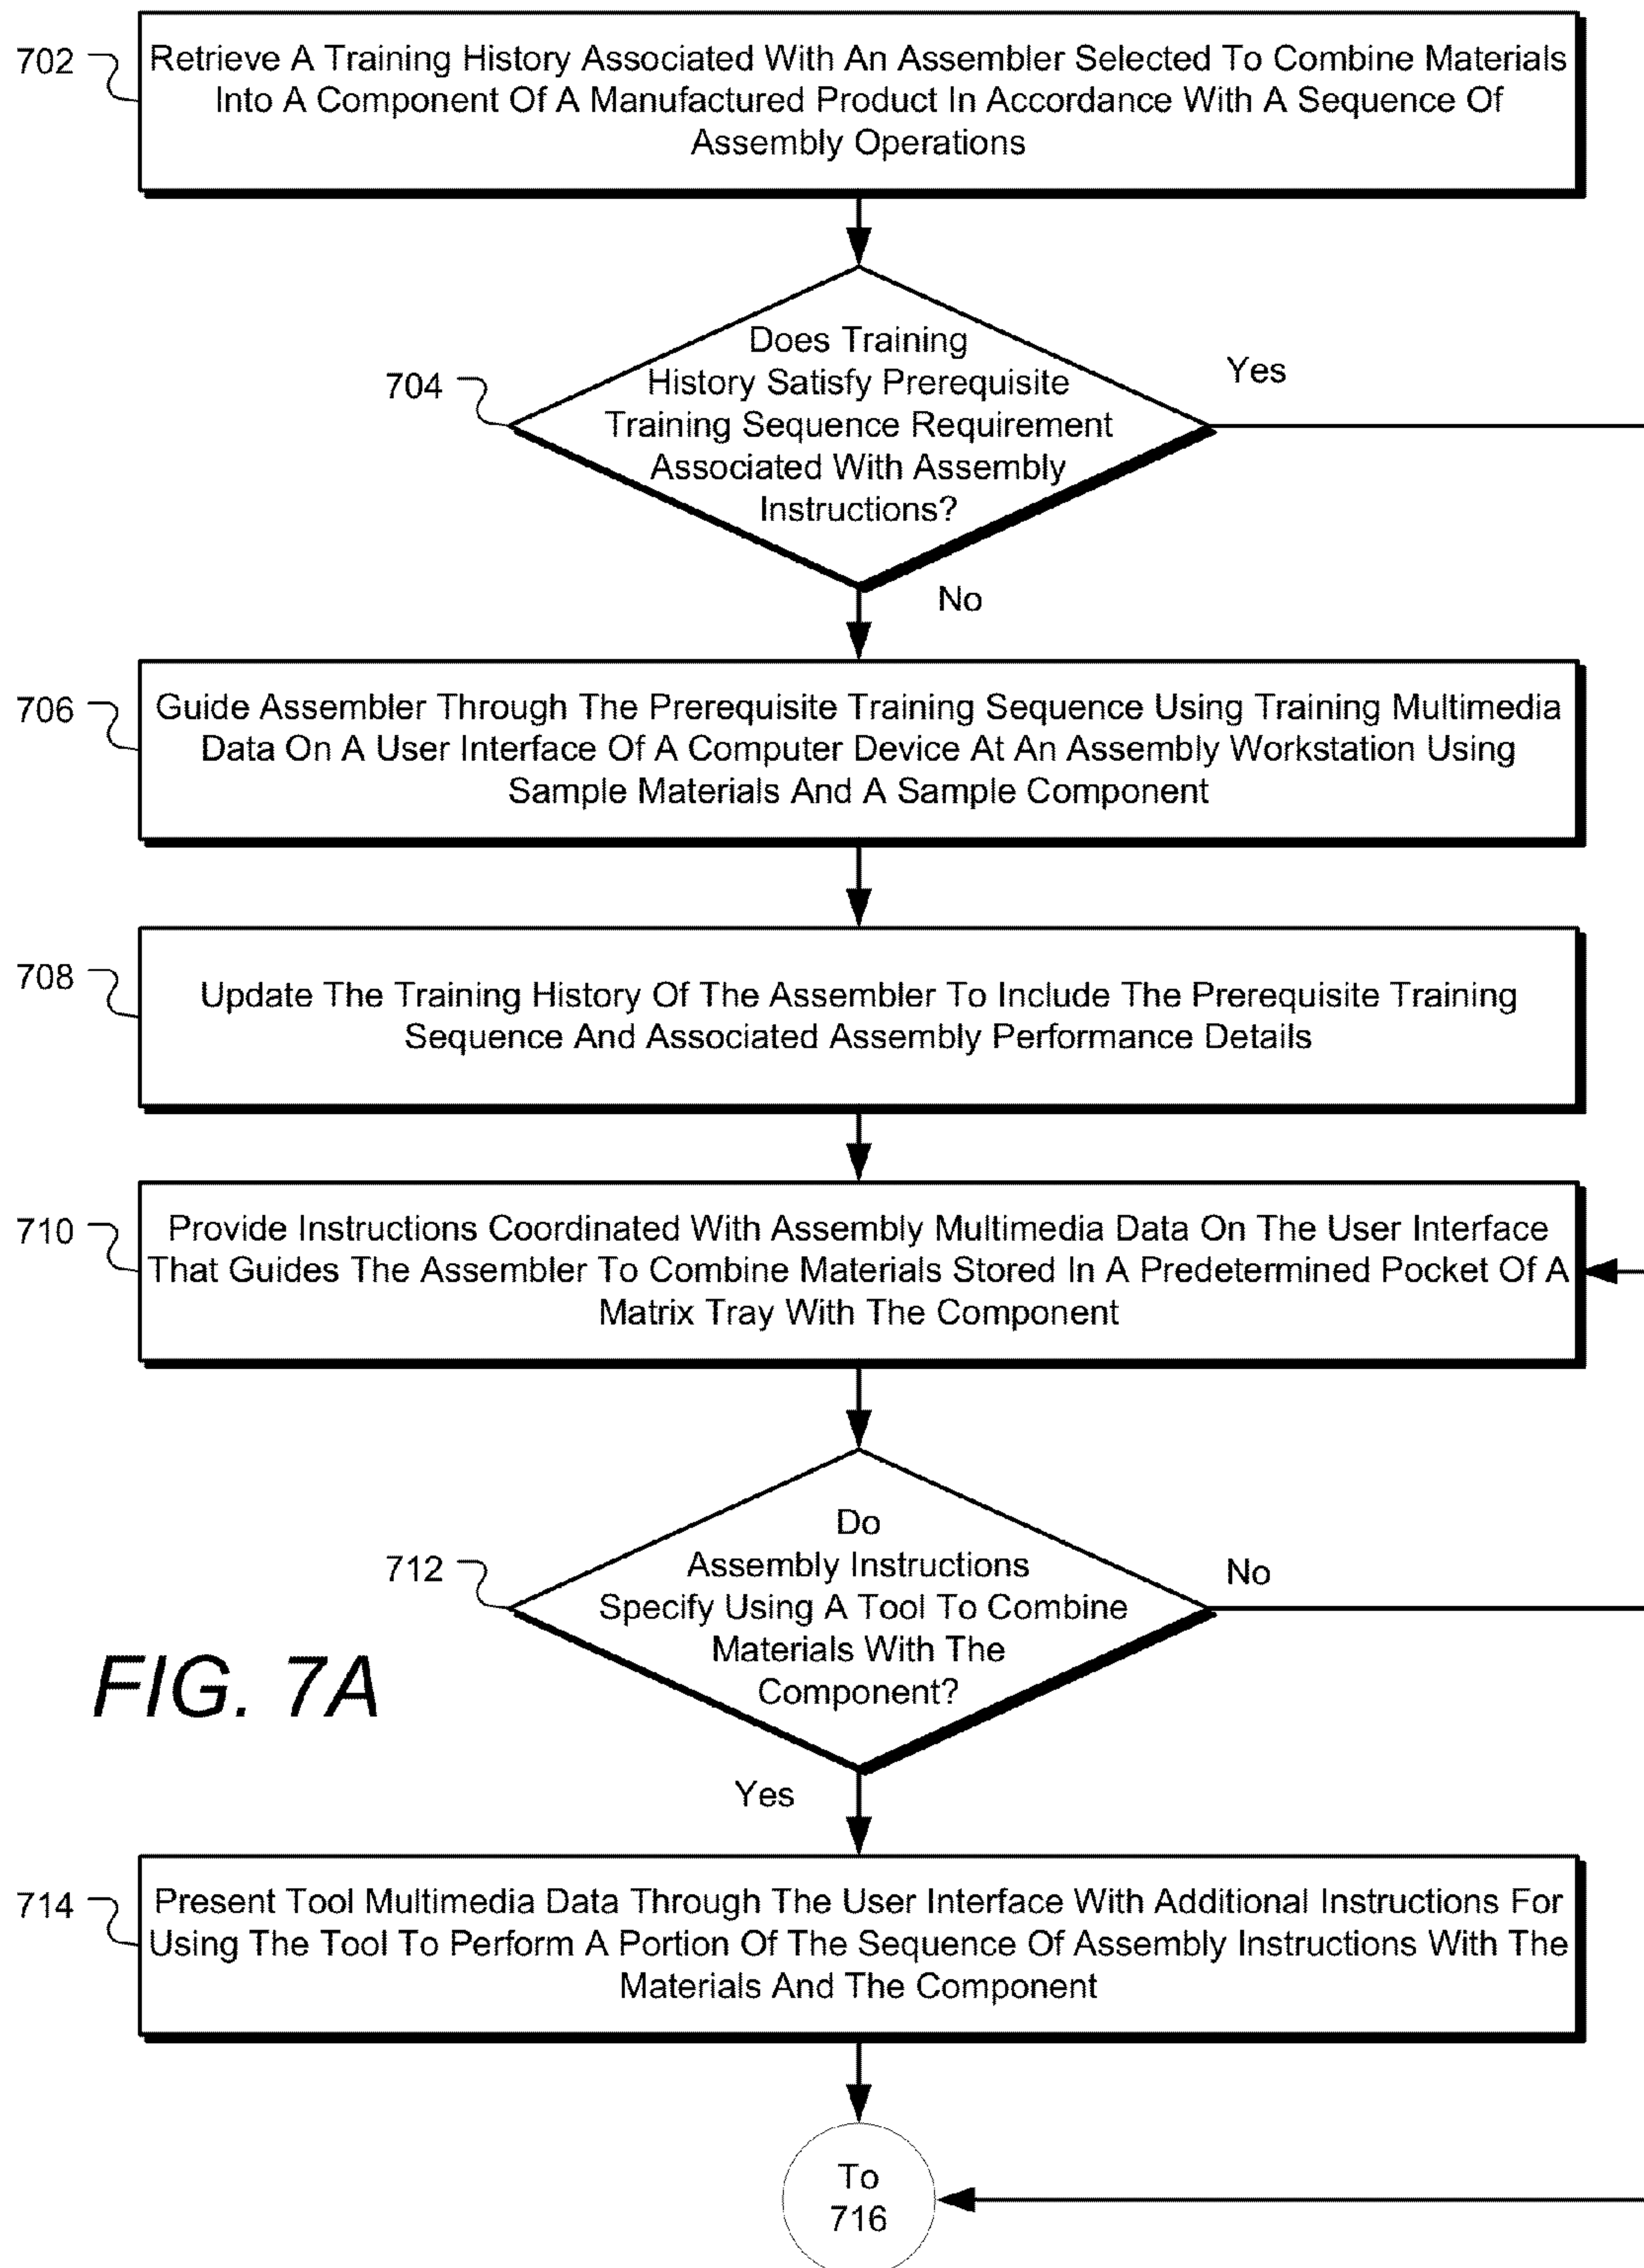 702
Retrieve A Training History Associated With An Assembler Selected To Combine Materials
Into A Component Of A Manufactured Product In Accordance With A Sequence Of
Assembly Operations
704
Does Training
History Satisfy Prerequisite
Training Sequence Requirement
Associated With Assembly
Instructions?
Yes
No
706
Guide Assembler Through The Prerequisite Training Sequence Using Training Multimedia
Data On A User Interface Of A Computer Device At An Assembly Workstation Using
Sample Materials And A Sample Component
708
Update The Training History Of The Assembler To Include The Prerequisite Training
Sequence And Associated Assembly Performance Details
710
Provide Instructions Coordinated With Assembly Multimedia Data On The User Interface
That Guides The Assembler To Combine Materials Stored In A Predetermined Pocket Of A
Matrix Tray With The Component
712
Do
Assembly Instructions
Specify Using A Tool To Combine
Materials With The
Component?
No
Yes
FIG. 7A
714
Present Tool Multimedia Data Through The User Interface With Additional Instructions For
Using The Tool To Perform A Portion Of The Sequence Of Assembly Instructions With The
Materials And The Component
To
716